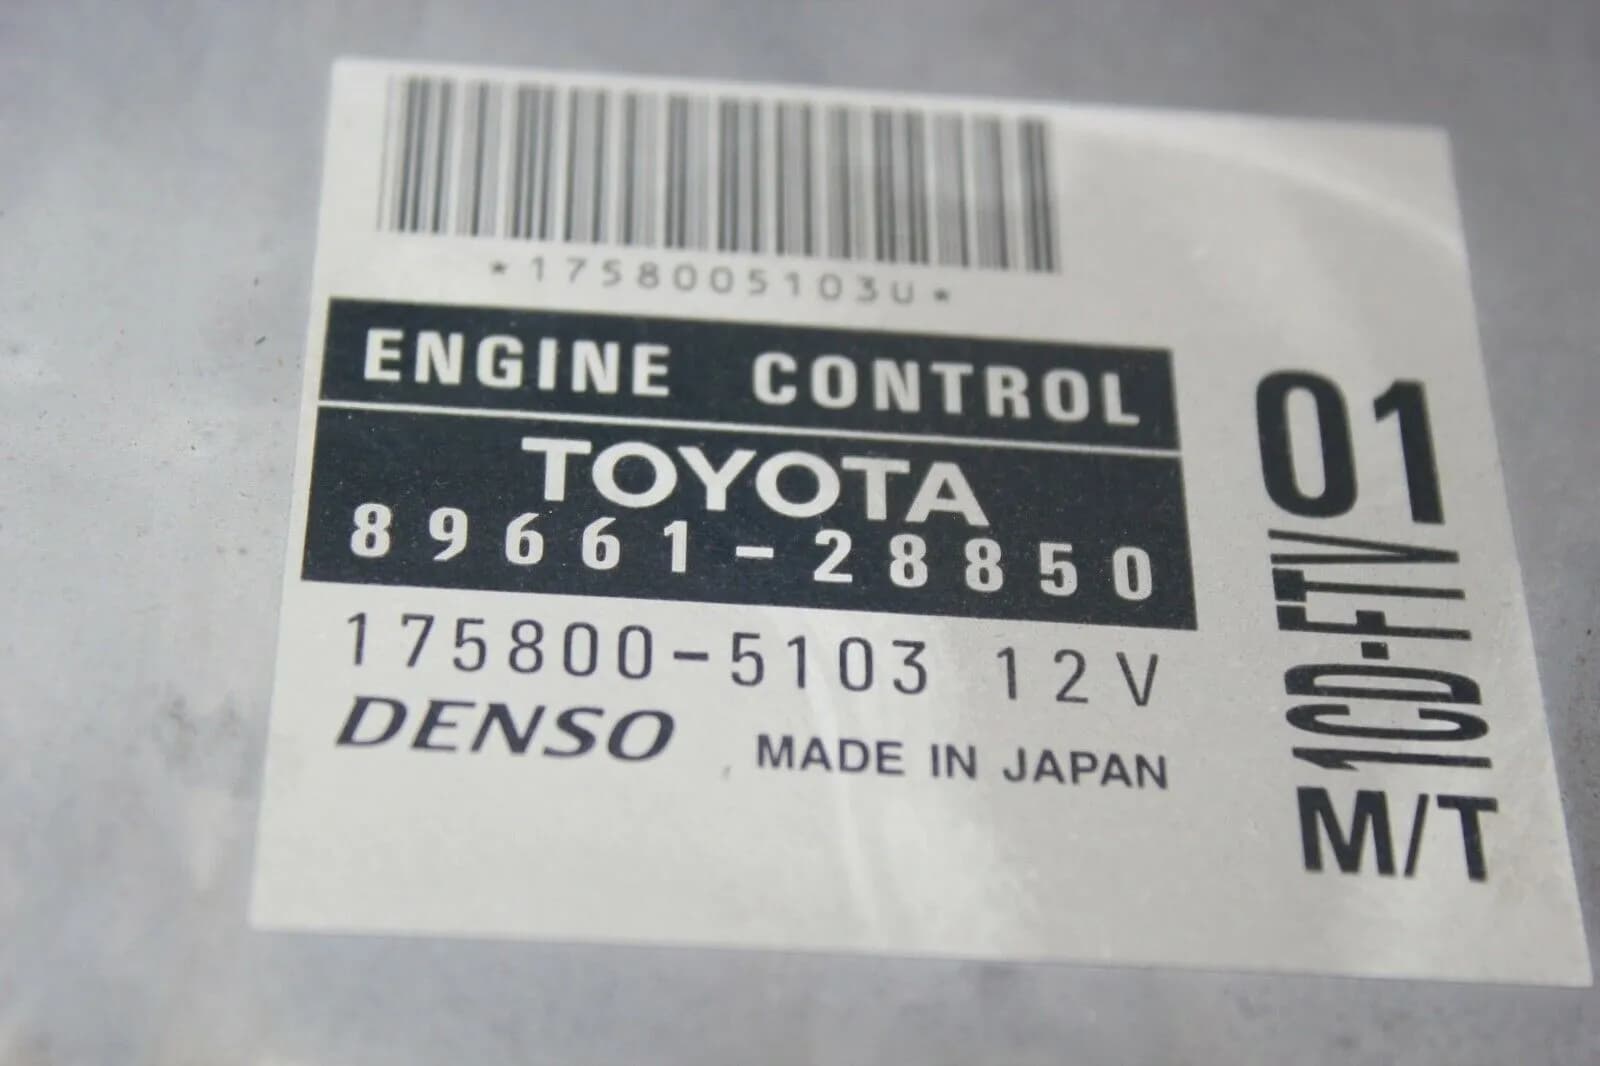 *1758005103U*
ENGINE CONTROL
TOYOTA
89661-28850
175800-5103 12V
DENSO MADE IN JAPAN
01
1CD-FTV
M/T